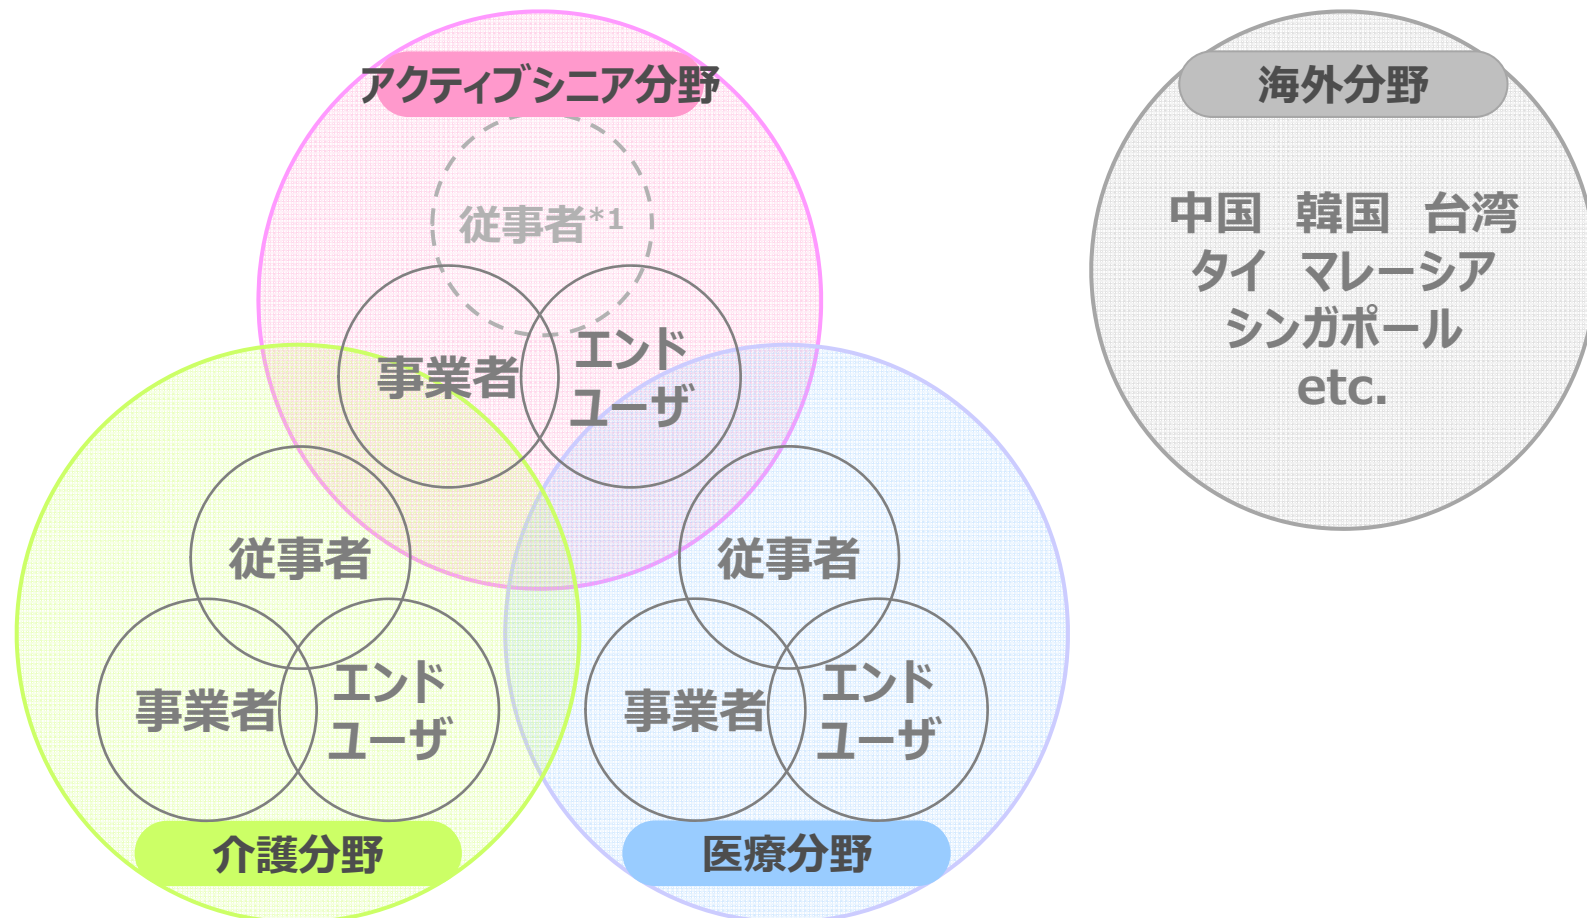 アクティブシニア分野
従事者*1
事業者
エンド
ユーザ
従事者
事業者
エンド
ユーザ
介護分野
従事者
事業者
エンド
ユーザ
医療分野
海外分野
中国 韓国 台湾
タイ マレーシア
シンガポール
etc.